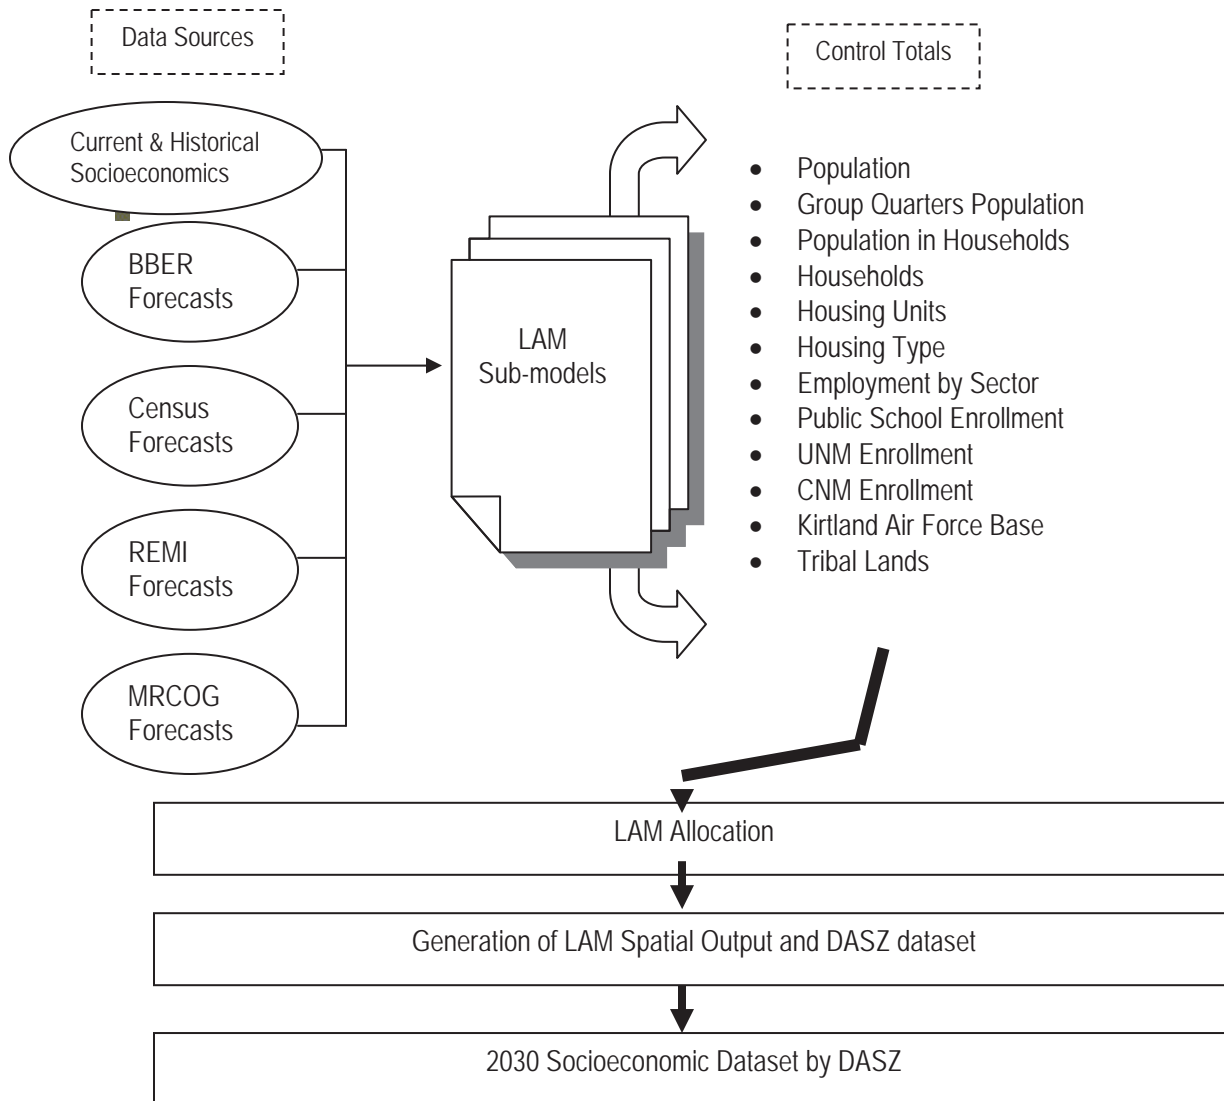 Data Sources
Control Totals
Current & Historical
Socioeconomics
BBER
Forecasts
Census
Forecasts
REMI
Forecasts
MRCOG
Forecasts
LAM
Sub-models
• Population
• Group Quarters Population
• Population in Households
• Households
• Housing Units
• Housing Type
• Employment by Sector
• Public School Enrollment
• UNM Enrollment
• CNM Enrollment
• Kirtland Air Force Base
• Tribal Lands
LAM Allocation
Generation of LAM Spatial Output and DASZ dataset
2030 Socioeconomic Dataset by DASZ